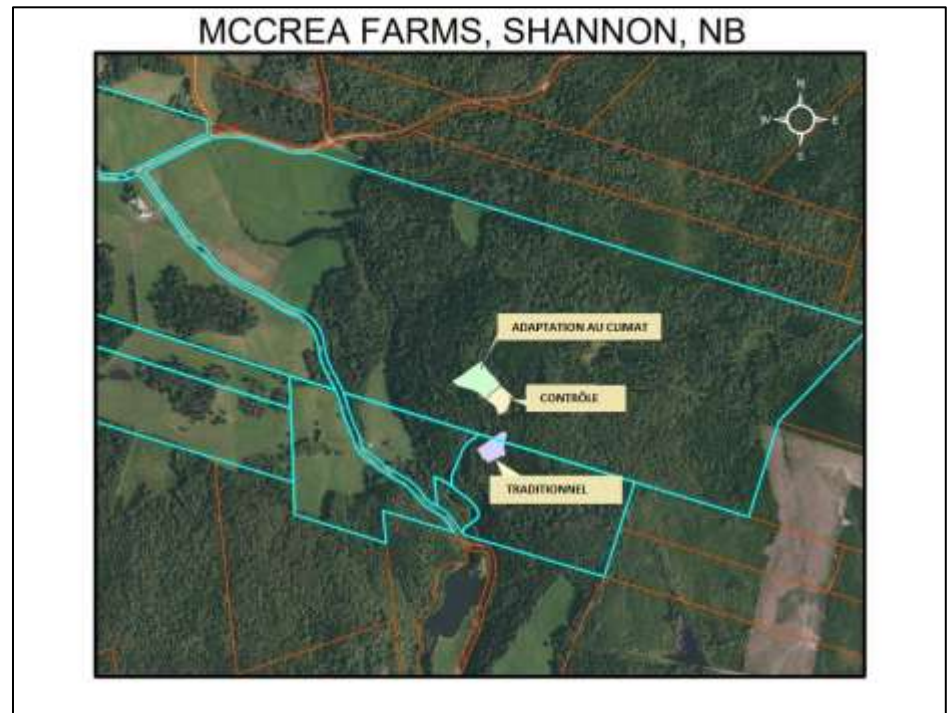 MCCREA FARMS, SHANNON, NB
N
W E
S
ADAPTATION AU CLIMAT
CONTRÔLE
TRADITIONNEL